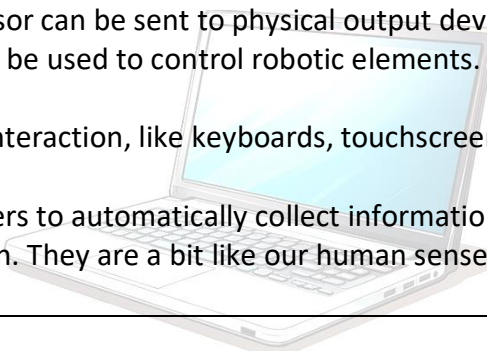 sor can be sent to physical output dev
be used to control robotic elements.
nteraction, like keyboards, touchscreen
ers to automatically collect informatio
n. They are a bit like our human sense